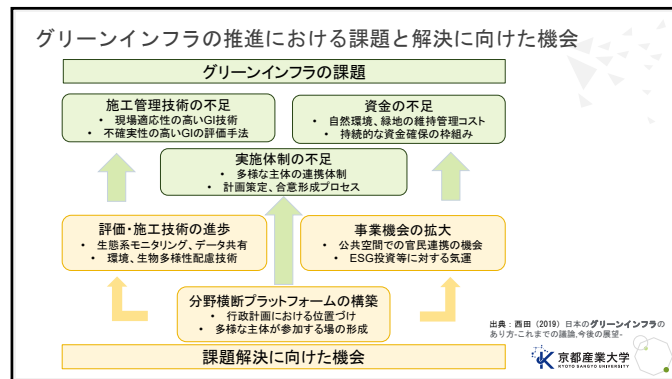 グリーンインフラの推進における課題と解決に向けた機会
グリーンインフラの課題
施工管理技術の不足
• 現場適応性の高いGI技術
• 不確実性の高いGIの評価手法
資金の不足
• 自然環境、緑地の維持管理コスト
• 持続的な資金確保の枠組み
実施体制の不足
• 多様な主体の連携体制
• 計画策定、合意形成プロセス
評価・施工技術の進歩
• 生態系モニタリング、データ共有
• 環境、生物多様性配慮技術
事業機会の拡大
• 公共空間での官民連携の機会
• ESG投資等に対する気運
分野横断プラットフォームの構築
• 行政計画における位置づけ
• 多様な主体が参加する場の形成
課題解決に向けた機会
出典:西田(2019)日本のグリーンインフラの
あり方-これまでの議論,今後の展望-
京都産業大学
KYOTO SANGYO UNIVERSITY